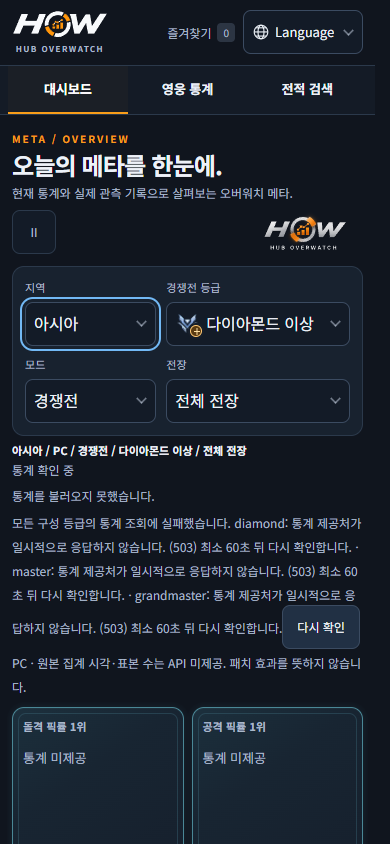 HOW
HUB OVERWATCH
즐겨찾기 0
Language
대시보드
영웅 통계
전적 검색
META / OVERVIEW
오늘의 메타를 한눈에.
현재 통계와 실제 관측 기록으로 살펴보는 오버워치 메타.
HOW
HUB OVERWATCH
지역
경쟁전 등급
아시아
다이아몬드 이상
모드
전장
경쟁전
전체 전장
아시아 / PC / 경쟁전 / 다이아몬드 이상 / 전체 전장
통계 확인 중
통계를 불러오지 못했습니다.
모든 구성 등급의 통계 조회에 실패했습니다. diamond: 통계 제공처가
일시적으로 응답하지 않습니다. (503) 최소 60초 뒤 다시 확인합니다. ·
master: 통계 제공처가 일시적으로 응답하지 않습니다. (503) 최소 60
초 뒤 다시 확인합니다. · grandmaster: 통계 제공처가 일시적으로 응
답하지 않습니다. (503) 최소 60초 뒤 다시 확인합니다.
다시 확인
PC · 원본 집계 시각·표본 수는 API 미제공. 패치 효과를 뜻하지 않습니
다.
돌격 픽률 1위
공격 픽률 1위
통계 미제공
통계 미제공